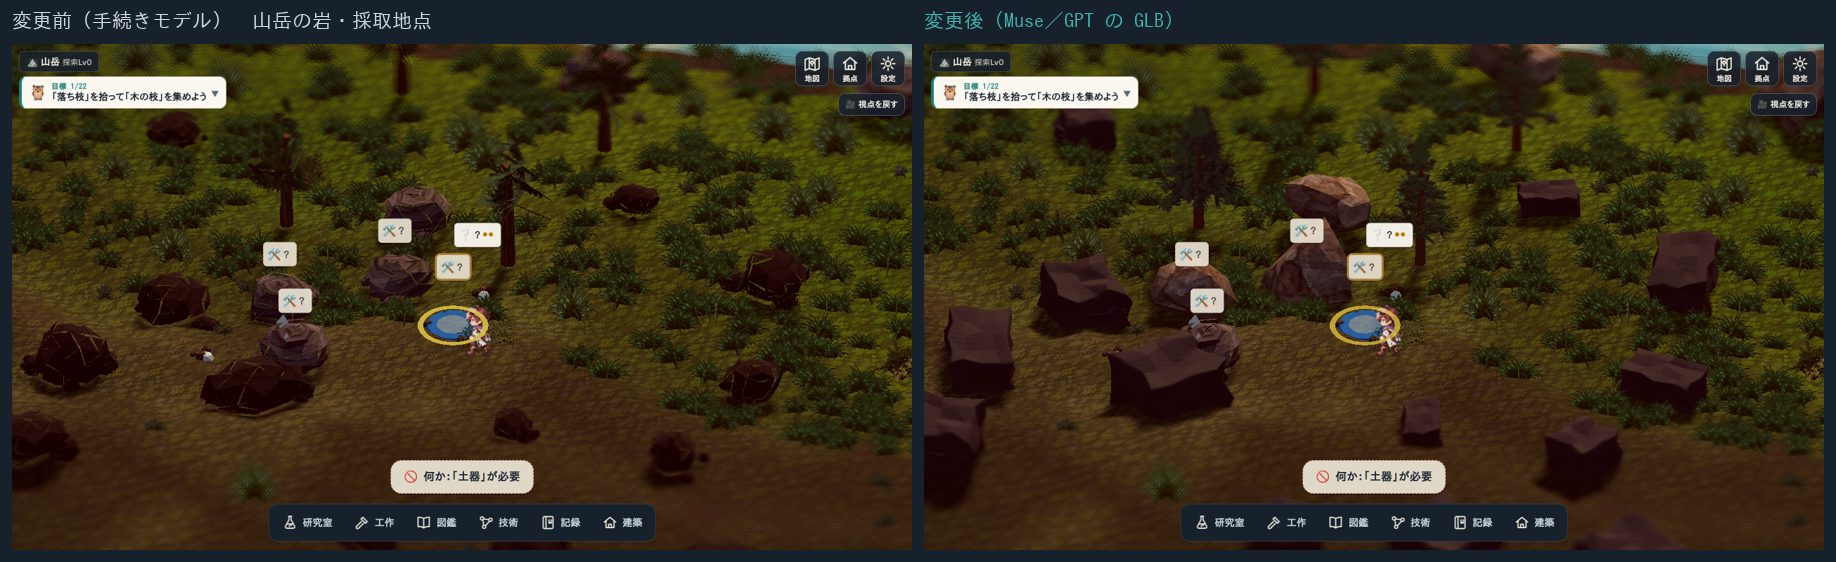 変更前（手続きモデル）　山岳の岩・採取地点
山岳 探索Lv0
目標 1/22
「落ち枝」を拾って「木の枝」を集めよう
地図
拠点
設定
視点を戻す
?
? ●●
?
?
?
何か:「土器」が必要
研究室
工作
図鑑
技術
記録
建築
変更後（Muse／GPT の GLB）
山岳 探索Lv0
目標 1/22
「落ち枝」を拾って「木の枝」を集めよう
地図
拠点
設定
視点を戻す
?
? ●●
?
?
?
何か:「土器」が必要
研究室
工作
図鑑
技術
記録
建築